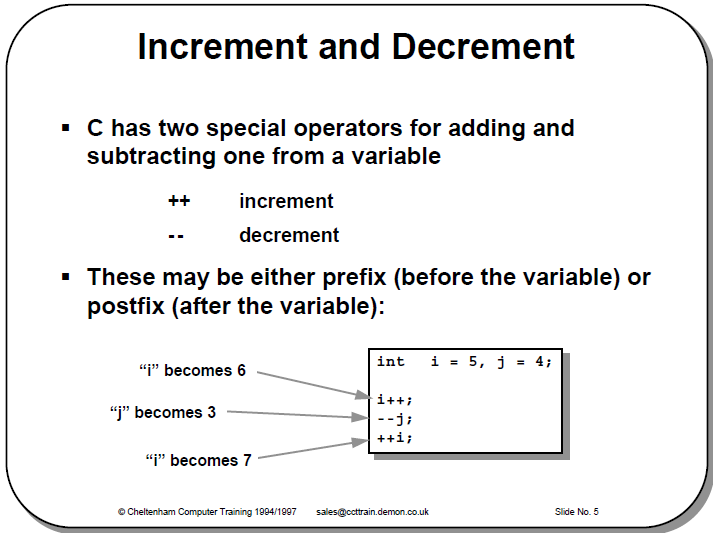 Increment and Decrement
▪ C has two special operators for adding and
subtracting one from a variable
++ increment
-- decrement
▪ These may be either prefix (before the variable) or
postfix (after the variable):
int i = 5, j = 4;
i++;
--j;
++i;
“i” becomes 6
“j” becomes 3
“i” becomes 7
© Cheltenham Computer Training 1994/1997 sales@ccttrain.demon.co.uk Slide No. 5